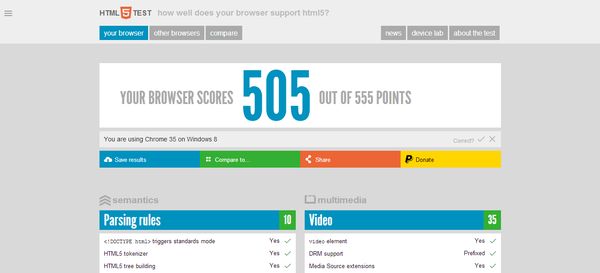 HTML5TEST how well does your browser support html5?
your browser other browsers compare news device lab about the test
YOUR BROWSER SCORES 505 OUT OF 555 POINTS
You are using Chrome 35 on Windows 8 Correct?
Save results Compare to... Share Donate
semantics
Parsing rules 10
<!DOCTYPE html> triggers standards mode Yes
HTML5 tokenizer Yes
HTML5 tree building Yes
multimedia
Video 35
video element Yes
DRM support Prefixed
Media Source extensions Yes